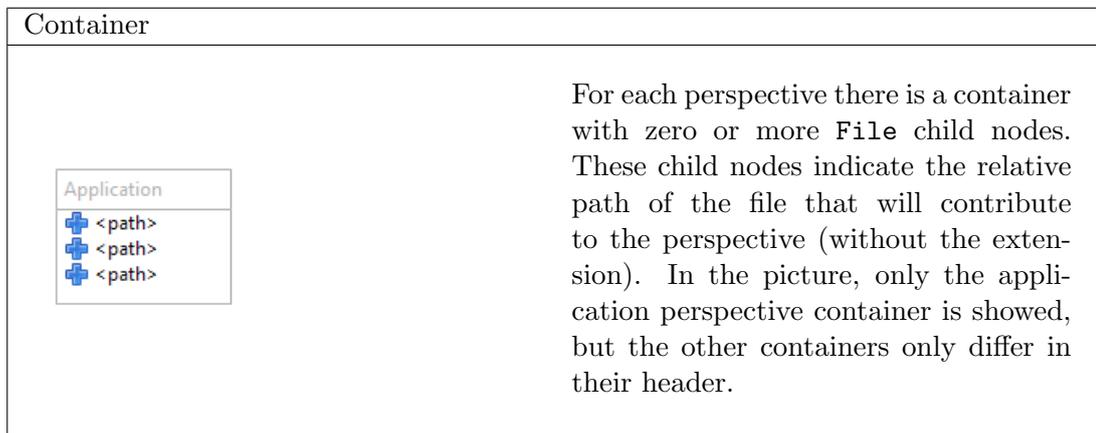 Container
Application
<path>
<path>
<path>
For each perspective there is a container
with zero or more File child nodes.
These child nodes indicate the relative
path of the file that will contribute
to the perspective (without the exten-
sion). In the picture, only the appli-
cation perspective container is showed,
but the other containers only differ in
their header.